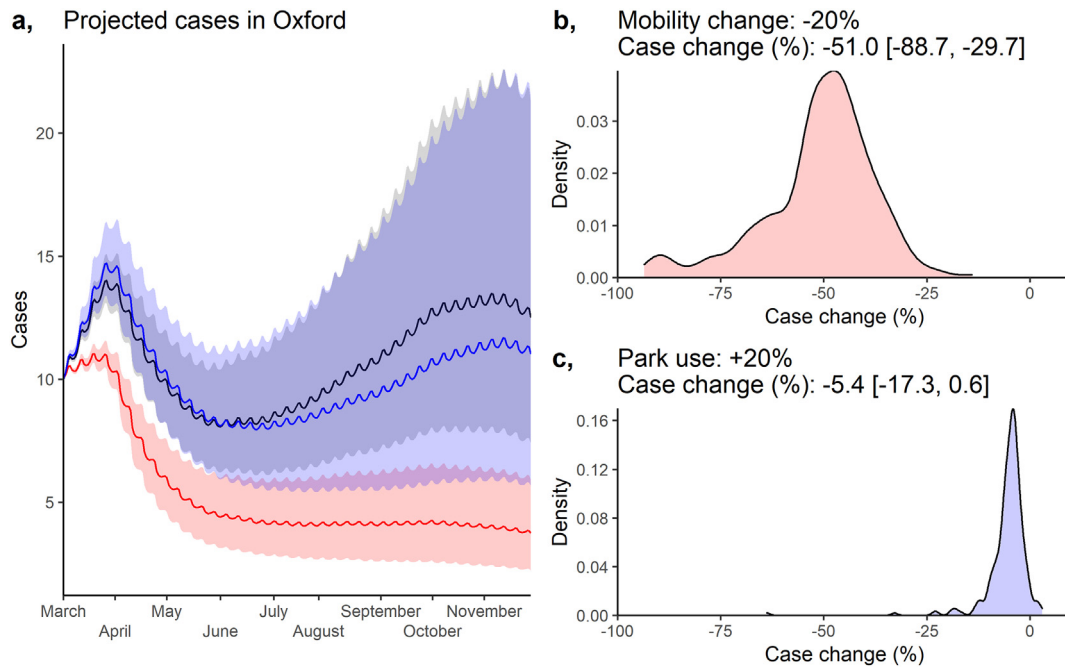 a, Projected cases in Oxford
Cases
20
15
10
5
March
April
May
June
July
August
September
October
November
b, Mobility change: -20%
Case change (%): -51.0 [-88.7, -29.7]
Density
0.03
0.02
0.01
0.00
-100 -75 -50 -25 0
Case change (%)
c, Park use: +20%
Case change (%): -5.4 [-17.3, 0.6]
Density
0.16
0.12
0.08
0.04
0.00
-100 -75 -50 -25 0
Case change (%)